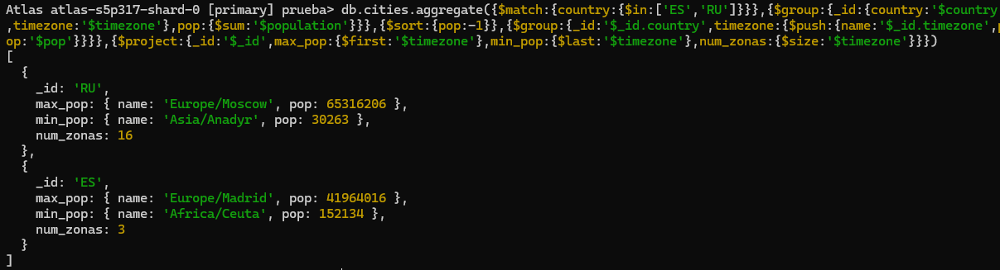 Atlas atlas-s5p317-shard-0 [primary] prueba> db.cities.aggregate({$match:{country:{$in:['ES','RU']}}},{$group:{_id:{country:'$country
,timezone:'$timezone'},pop:{$sum:'$population'}}},{$sort:{pop:-1}},{$group:{_id:'$_id.country',timezone:{$push:{name:'$_id.timezone',p
op:'$pop'}}}},{$project:{_id:'$_id',max_pop:{$first:'$timezone'},min_pop:{$last:'$timezone'},num_zonas:{$size:'$timezone'}}})
[
  {
    _id: 'RU',
    max_pop: { name: 'Europe/Moscow', pop: 65316206 },
    min_pop: { name: 'Asia/Anadyr', pop: 30263 },
    num_zonas: 16
  },
  {
    _id: 'ES',
    max_pop: { name: 'Europe/Madrid', pop: 41964016 },
    min_pop: { name: 'Africa/Ceuta', pop: 152134 },
    num_zonas: 3
  }
]